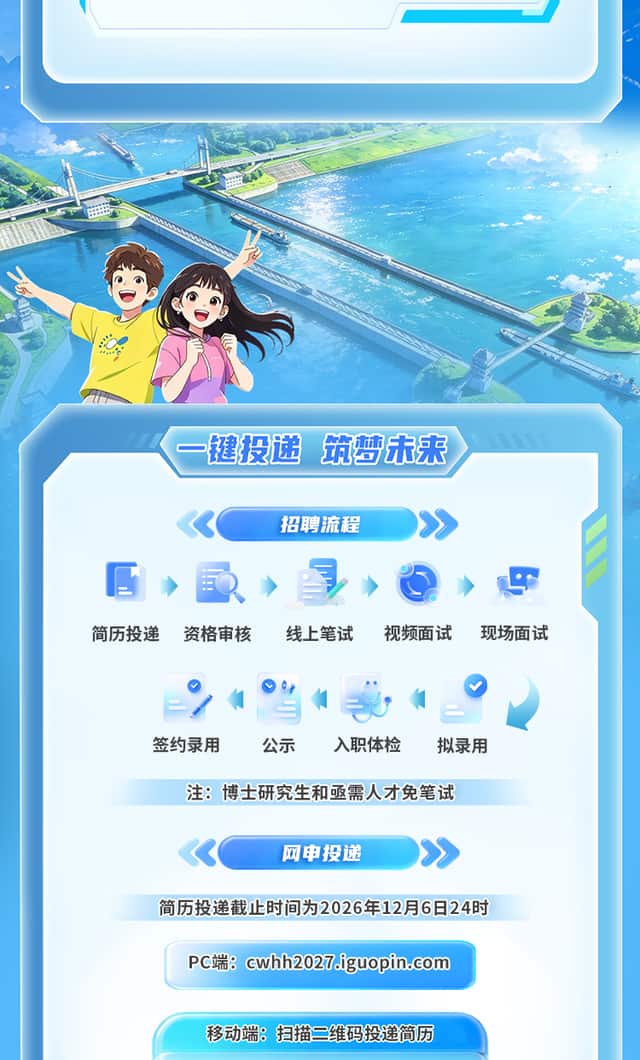 一键投递 筑梦未来
招聘流程
简历投递 资格审核 线上笔试 视频面试 现场面试
签约录用 公示 入职体检 拟录用
注：博士研究生和亟需人才免笔试
网申投递
简历投递截止时间为2026年12月6日24时
PC端：cwhh2027.iguopin.com
移动端：扫描二维码投递简历